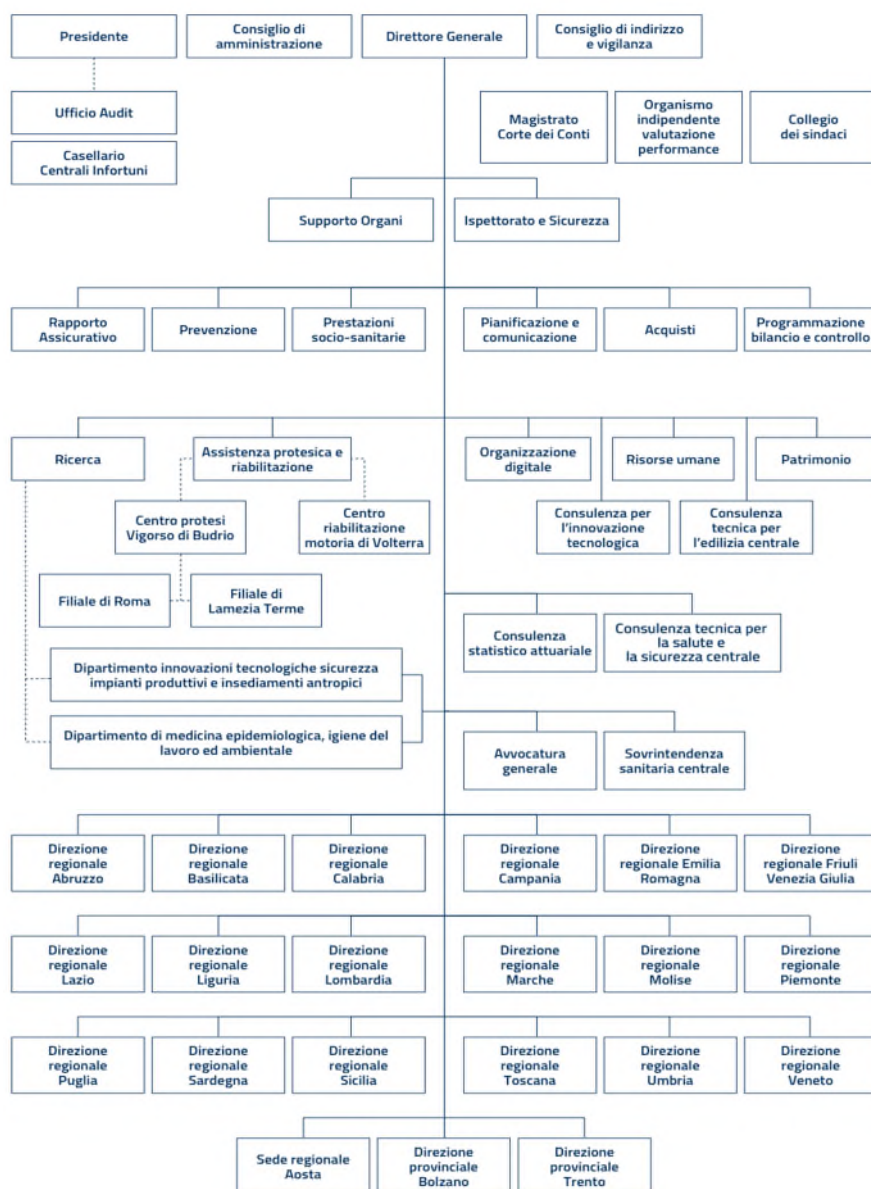 Presidente
Consiglio di
amministrazione
Direttore Generale
Consiglio di indirizzo
e vigilanza
Ufficio Audit
Magistrato
Corte dei Conti
Organismo
indipendente
valutazione
performance
Collegio
dei sindaci
Casellario
Centrali Infortuni
Supporto Organi
Ispettorato e Sicurezza
Rapporto
Assicurativo
Prevenzione
Prestazioni
socio-sanitarie
Pianificazione e
comunicazione
Acquisti
Programmazione
bilancio e controllo
Ricerca
Assistenza protesica e
riabilitazione
Organizzazione
digitale
Risorse umane
Patrimonio
Centro protesi
Vigorso di Budrio
Centro
riabilitazione
motoria di Volterra
Consulenza per
l'innovazione
tecnologica
Consulenza
tecnica per
l'edilizia centrale
Filiale di Roma
Filiale di
Lamezia Terme
Consulenza
statistico attuariale
Consulenza tecnica per
la salute e
la sicurezza centrale
Dipartimento innovazioni tecnologiche sicurezza
impianti produttivi e insediamenti antropici
Dipartimento di medicina epidemiologica, igiene del
lavoro ed ambientale
Avvocatura
generale
Sovrintendenza
sanitaria centrale
Direzione
regionale
Abruzzo
Direzione
regionale
Basilicata
Direzione
regionale
Calabria
Direzione
regionale
Campania
Direzione
regionale Emilia
Romagna
Direzione
regionale Friuli
Venezia Giulia
Direzione
regionale
Lazio
Direzione
regionale
Liguria
Direzione
regionale
Lombardia
Direzione
regionale
Marche
Direzione
regionale
Molise
Direzione
regionale
Piemonte
Direzione
regionale
Puglia
Direzione
regionale
Sardegna
Direzione
regionale
Sicilia
Direzione
regionale
Toscana
Direzione
regionale
Umbria
Direzione
regionale
Veneto
Sede regionale
Aosta
Direzione
provinciale
Bolzano
Direzione
provinciale
Trento